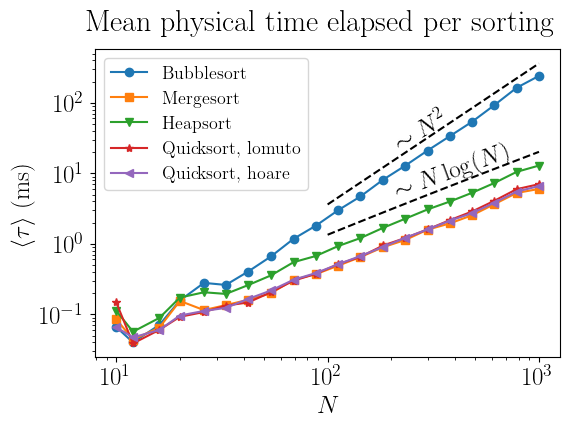 Mean physical time elapsed per sorting
Bubblesort
Mergesort
Heapsort
Quicksort, lomuto
Quicksort, hoare
~ N²
~ N log(N)
⟨τ⟩ (ms)
10²
10¹
10⁰
10⁻¹
10¹ 10² 10³
N